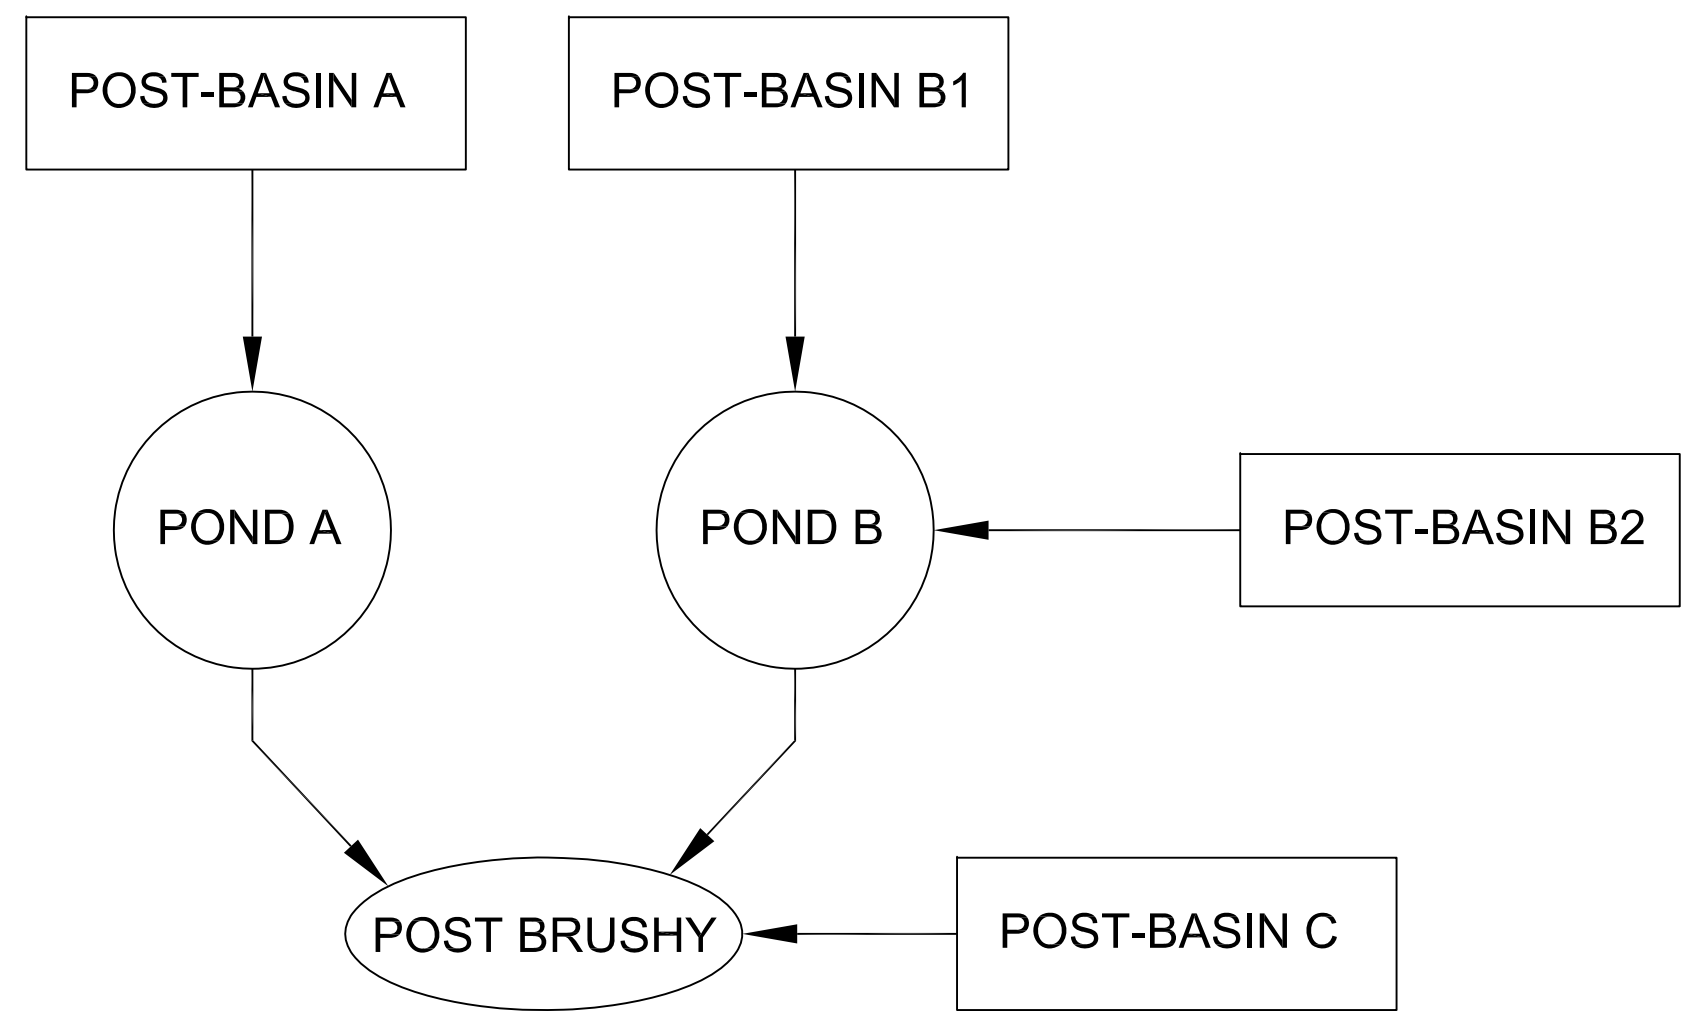 POST-BASIN A
POST-BASIN B1
POND A
POND B
POST-BASIN B2
POST BRUSHY
POST-BASIN C